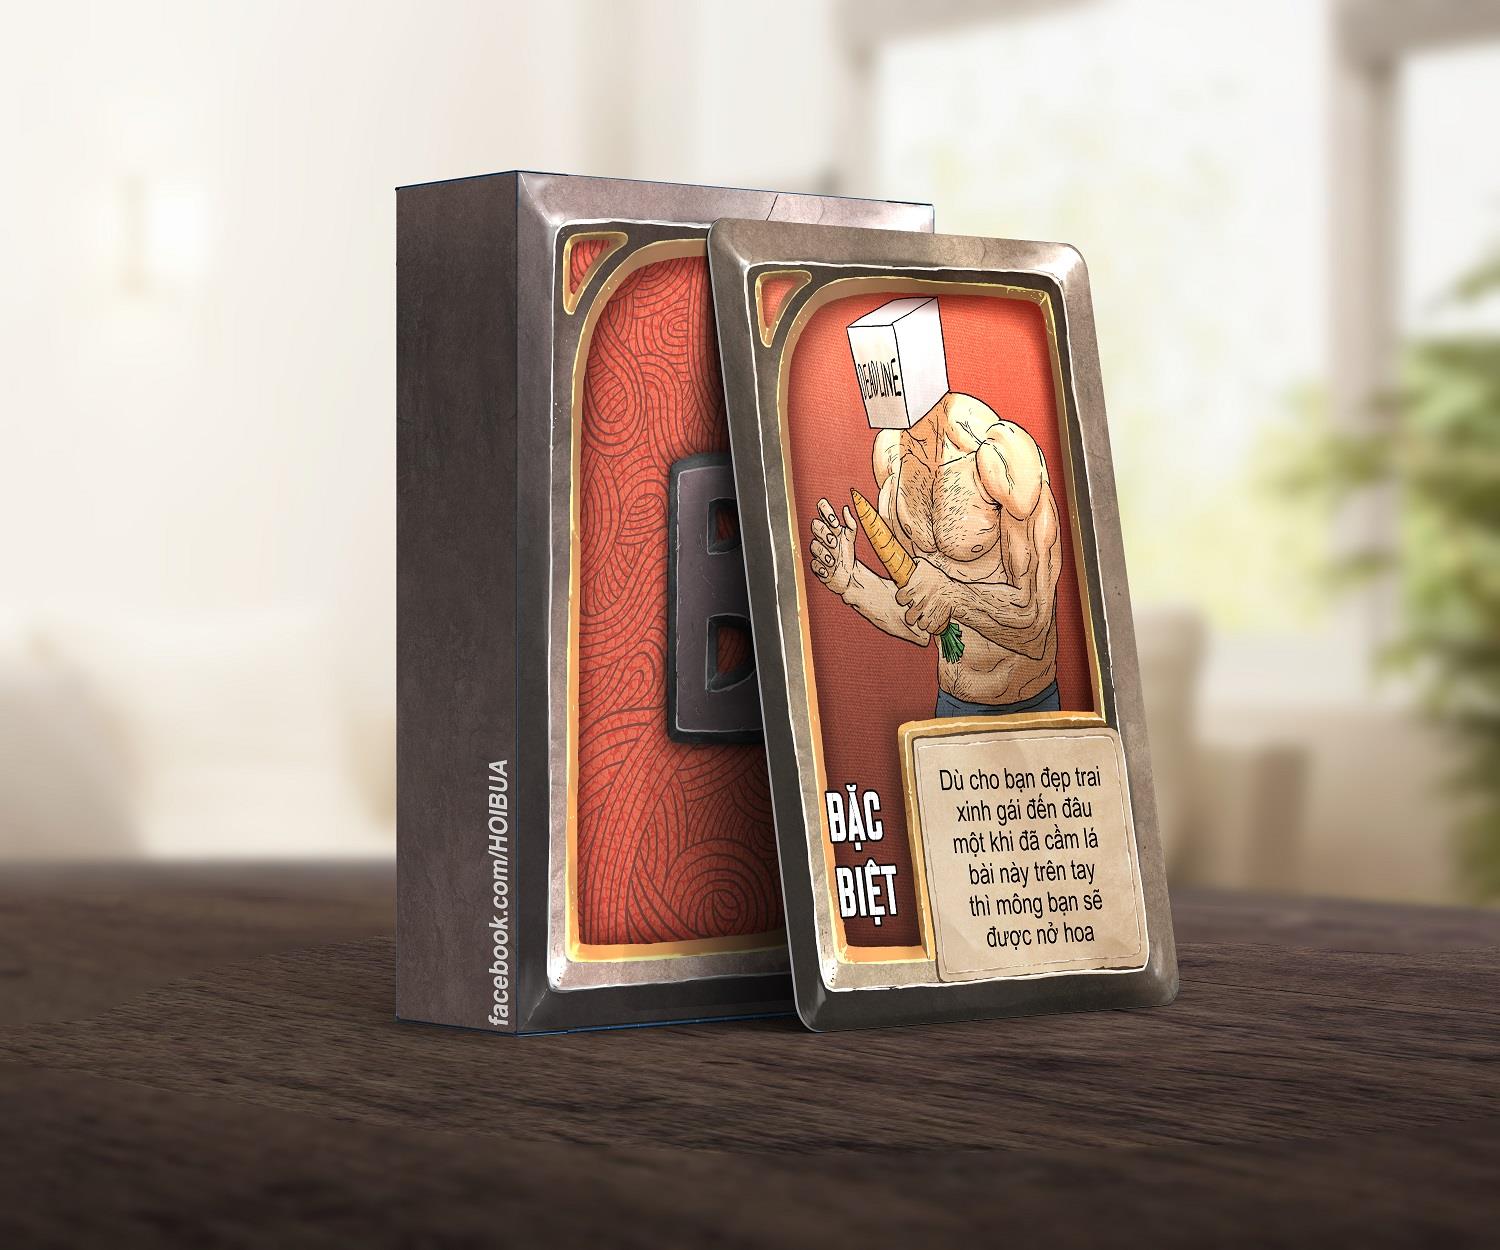 facebook.com/HOIBUA
B
DEADLINE
BẶC
BIỆT
Dù cho bạn đẹp trai
xinh gái đến đâu
một khi đã cầm lá
bài này trên tay
thì mông bạn sẽ
được nở hoa